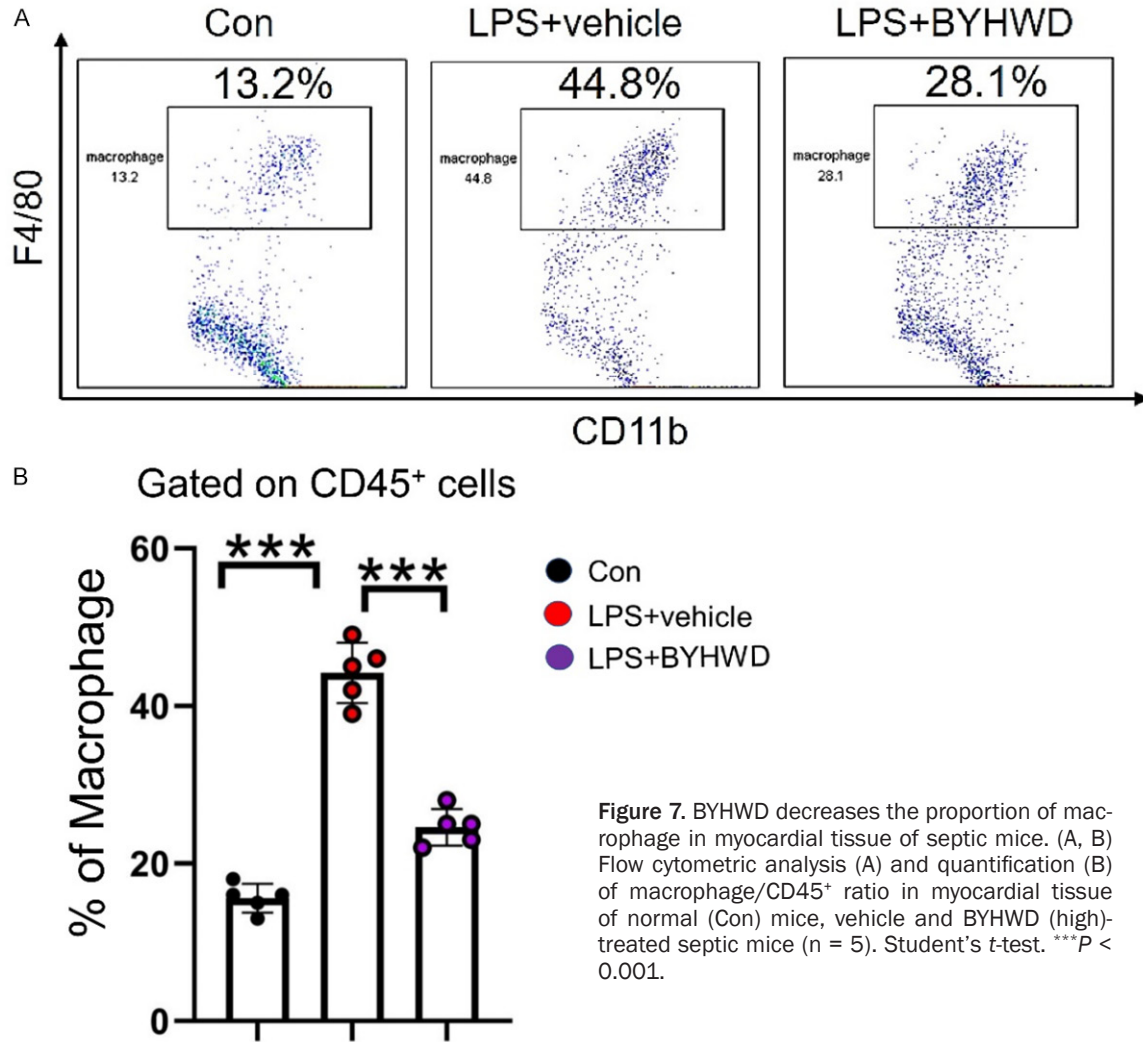 A
Con
LPS+vehicle
LPS+BYHWD
13.2%
44.8%
28.1%
macrophage
13.2
macrophage
44.8
macrophage
28.1
F4/80
CD11b
B
Gated on CD45⁺ cells
% of Macrophage
60
40
20
0
***
***
Con
LPS+vehicle
LPS+BYHWD
Figure 7. BYHWD decreases the proportion of mac-
rophage in myocardial tissue of septic mice. (A, B)
Flow cytometric analysis (A) and quantification (B)
of macrophage/CD45⁺ ratio in myocardial tissue
of normal (Con) mice, vehicle and BYHWD (high)-
treated septic mice (n = 5). Student's t-test. ***P <
0.001.